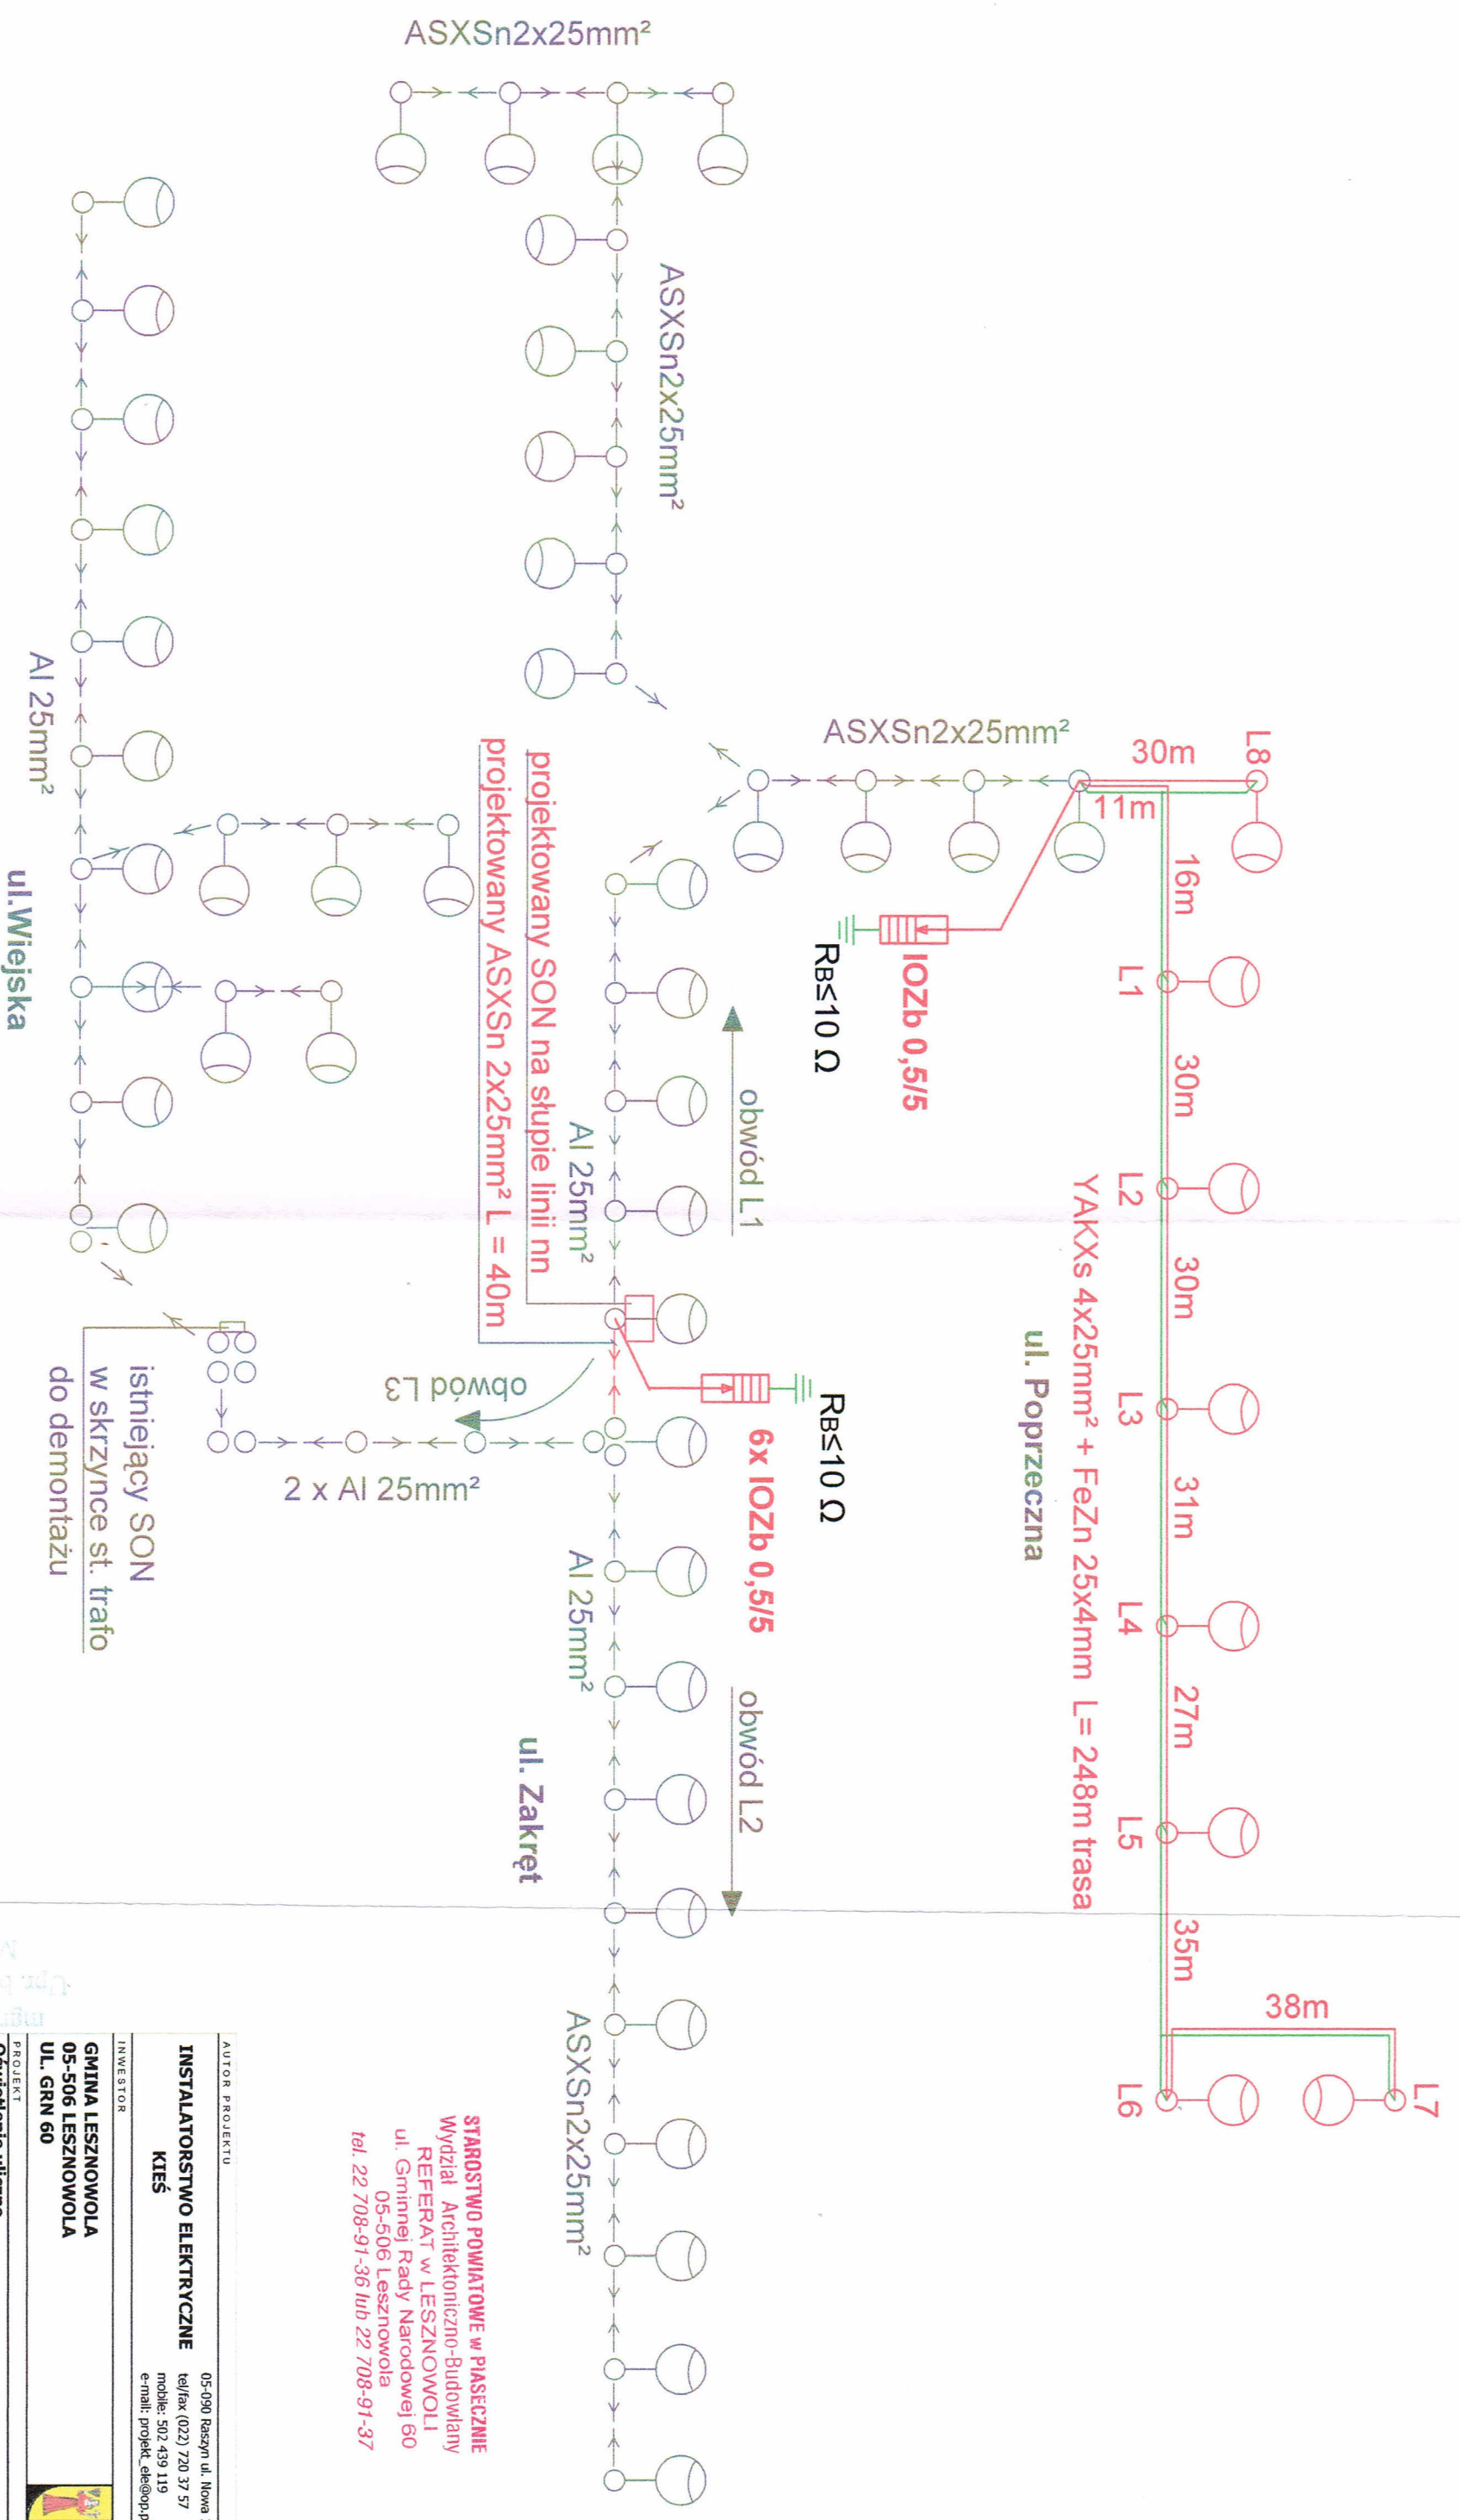 L8
30m
11m
16m
L1
30m
L2
30m
L3
31m
L4
27m
L5
35m
L6
38m
L7
YAKXs 4x25mm² + FeZn 25x4mm L= 248m trasa
ul. Poprzeczna
ASXSn2x25mm²
IOZb 0,5/5
RB≤10 Ω
ASXSn2x25mm²
ASXSn2x25mm²
obwód L1
Al 25mm²
projektowany SON na słupie linii nn
projektowany ASXSn 2x25mm² L = 40m
RB≤10 Ω
6x IOZb 0,5/5
obwód L2
obwód L3
Al 25mm²
ul. Zakręt
ASXSn2x25mm²
2 x Al 25mm²
istniejący SON
w skrzynce st. trafo
do demontażu
Al 25mm²
ul.Wiejska
STAROSTWO POWIATOWE w PIASECZNIE
Wydział Architektoniczno-Budowlany
REFERAT w LESZNOWOLI
ul. Gminnej Rady Narodowej 60
05-506 Lesznowola
tel. 22 708-91-36 lub 22 708-91-37
AUTOR PROJEKTU
INSTALATORSTWO ELEKTRYCZNE
KIEŚ
05-090 Raszyn ul. Nowa
tel/fax (022) 720 37 57
mobile: 502 439 119
e-mail: projekt_ele@op.p
INWESTOR
GMINA LESZNOWOLA
05-506 LESZNOWOLA
UL. GRN 60
PROJEKT
Oświetlenie uliczne
mgr
Upr. b